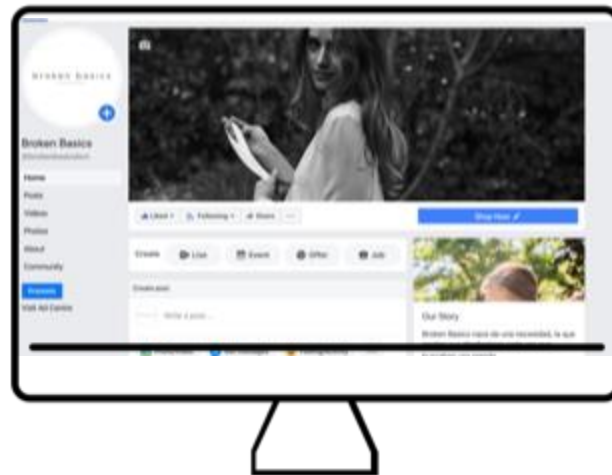 broken basics
Broken Basics
Home
Posts
Videos
Photos
About
Community
Promote
Visit Ad Centre
Liked
Following
Share
...
Shop Now
Create
Live
Event
Offer
Job
Create post
Write a post...
Our Story
Broken Basics nace de una necesidad, la que